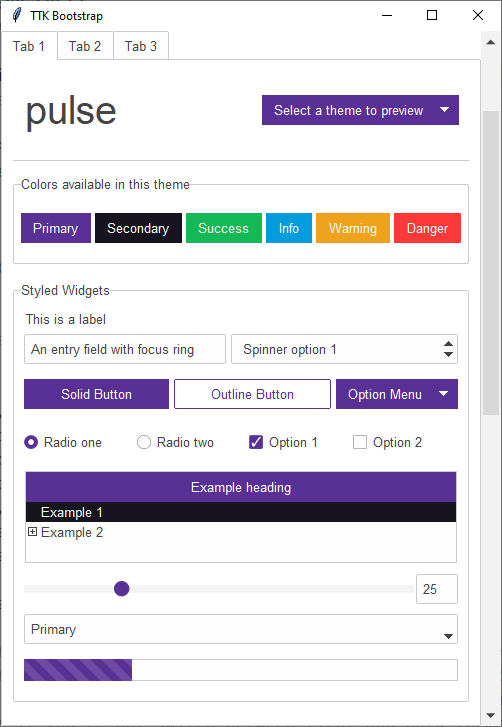 TTK Bootstrap
Tab 1 Tab 2 Tab 3
pulse
Select a theme to preview
Colors available in this theme
Primary Secondary Success Info Warning Danger
Styled Widgets
This is a label
An entry field with focus ring Spinner option 1
Solid Button Outline Button Option Menu
Radio one Radio two Option 1 Option 2
Example heading
Example 1
Example 2
25
Primary